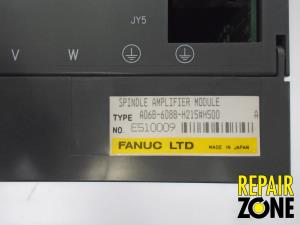 JY5
V W
SPINDLE AMPLIFIER MODULE
TYPE A06B-6088-H215#H500 A
NO. E510009
FANUC LTD MADE IN JAPAN
REPAIR
ZONE